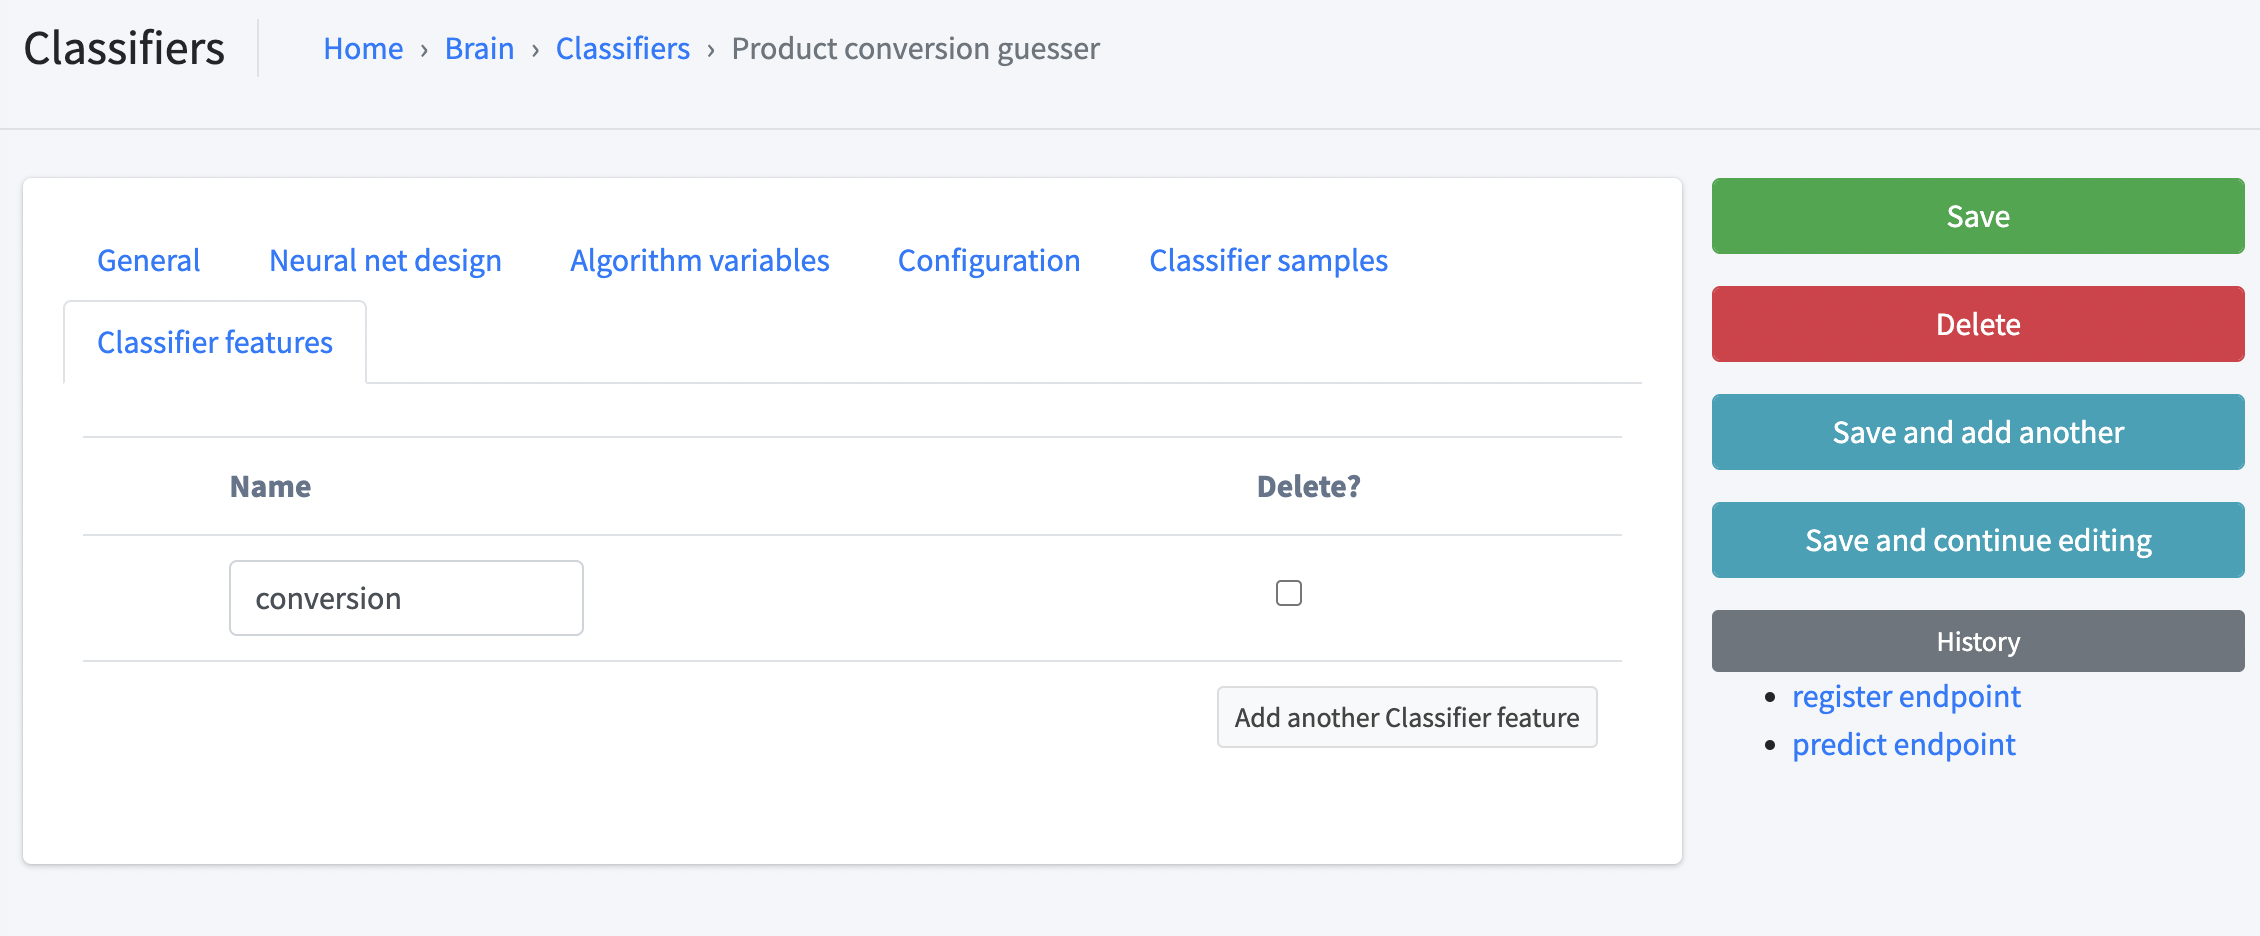 Classifiers
Home › Brain › Classifiers › Product conversion guesser
General Neural net design Algorithm variables Configuration Classifier samples
Classifier features
Name Delete?
conversion
Add another Classifier feature
Save
Delete
Save and add another
Save and continue editing
History
• register endpoint
• predict endpoint